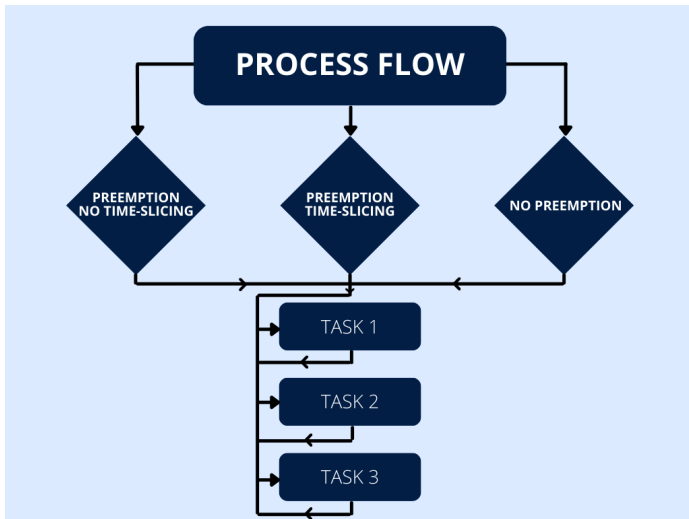 PROCESS FLOW
PREEMPTION
NO TIME-SLICING
PREEMPTION
TIME-SLICING
NO PREEMPTION
TASK 1
TASK 2
TASK 3